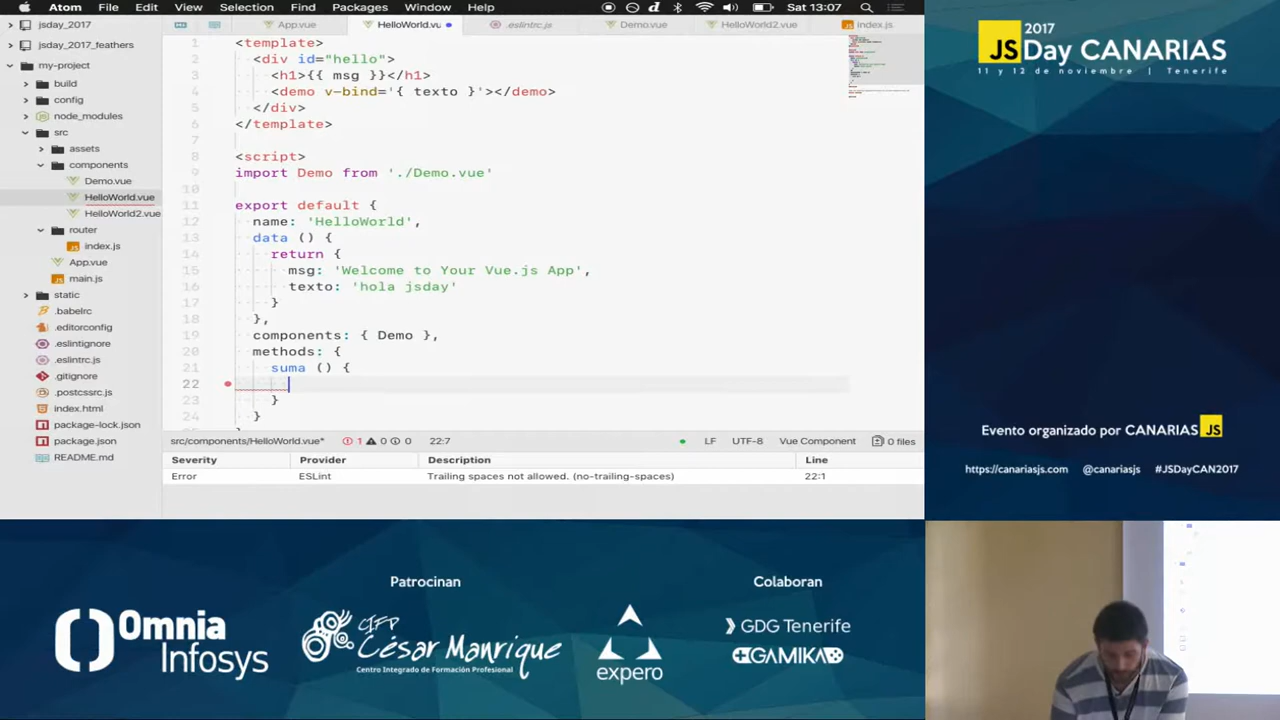 Atom File Edit View Selection Find Packages Window Help Sat 13:07
jsday_2017
jsday_2017_feathers
my-project
build
config
node_modules
src
assets
components
Demo.vue
HelloWorld.vue
HelloWorld2.vue
router
index.js
App.vue
main.js
static
.babelrc
.editorconfig
.eslintignore
.eslintrc.js
.gitignore
.postcssrc.js
index.html
package-lock.json
package.json
README.md
App.vue HelloWorld.vu .eslintrc.js Demo.vue HelloWorld2.vue index.js
1 <template>
2 <div id="hello">
3 <h1>{{ msg }}</h1>
4 <demo v-bind='{ texto }'></demo>
5 </div>
6 </template>
7
8 <script>
9 import Demo from './Demo.vue'
10
11 export default {
12 name: 'HelloWorld',
13 data () {
14 return {
15 msg: 'Welcome to Your Vue.js App',
16 texto: 'hola jsday'
17 }
18 },
19 components: { Demo },
20 methods: {
21 suma () {
22
23 }
24 }
src/components/HelloWorld.vue* 1 0 0 22:7 LF UTF-8 Vue Component 0 files
Severity Provider Description Line
Error ESLint Trailing spaces not allowed. (no-trailing-spaces) 22:1
2017
JSDay CANARIAS
11 y 12 de noviembre | Tenerife
Evento organizado por CANARIAS JS
https://canariasjs.com @canariasjs #JSDayCAN2017
Patrocinan
Omnia
Infosys
CIFP
César Manrique
Centro Integrado de Formación Profesional
expero
Colaboran
GDG Tenerife
GAMIKA